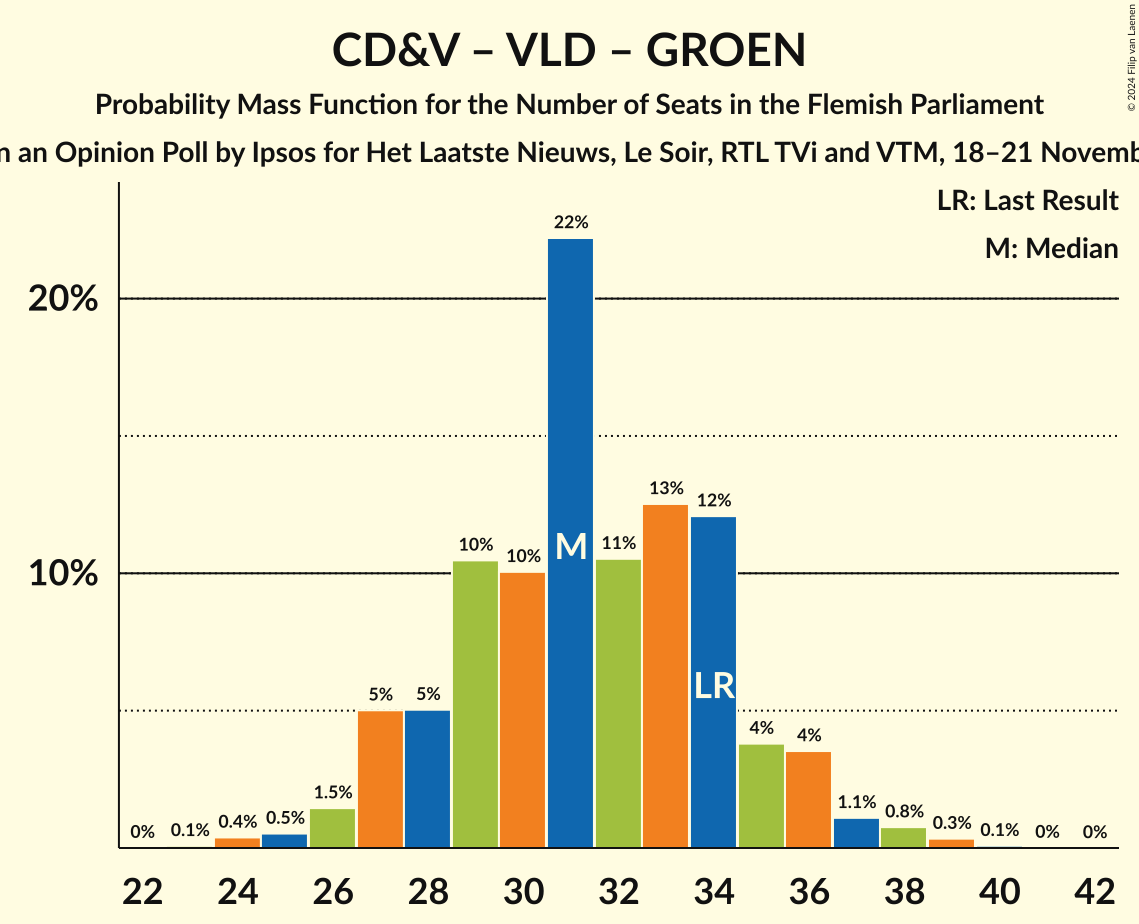 CD&V – VLD – GROEN
Probability Mass Function for the Number of Seats in the Flemish Parliament
an Opinion Poll by Ipsos for Het Laatste Nieuws, Le Soir, RTL TVi and VTM, 18–21
© 2024 Filip van Laenen
LR: Last Result
M: Median
20%
10%
0%
0.1%
0.4%
0.5%
1.5%
5%
5%
10%
10%
22%
11%
13%
12%
4%
4%
1.1%
0.8%
0.3%
0.1%
0%
0%
M
LR
22 24 26 28 30 32 34 36 38 40 42